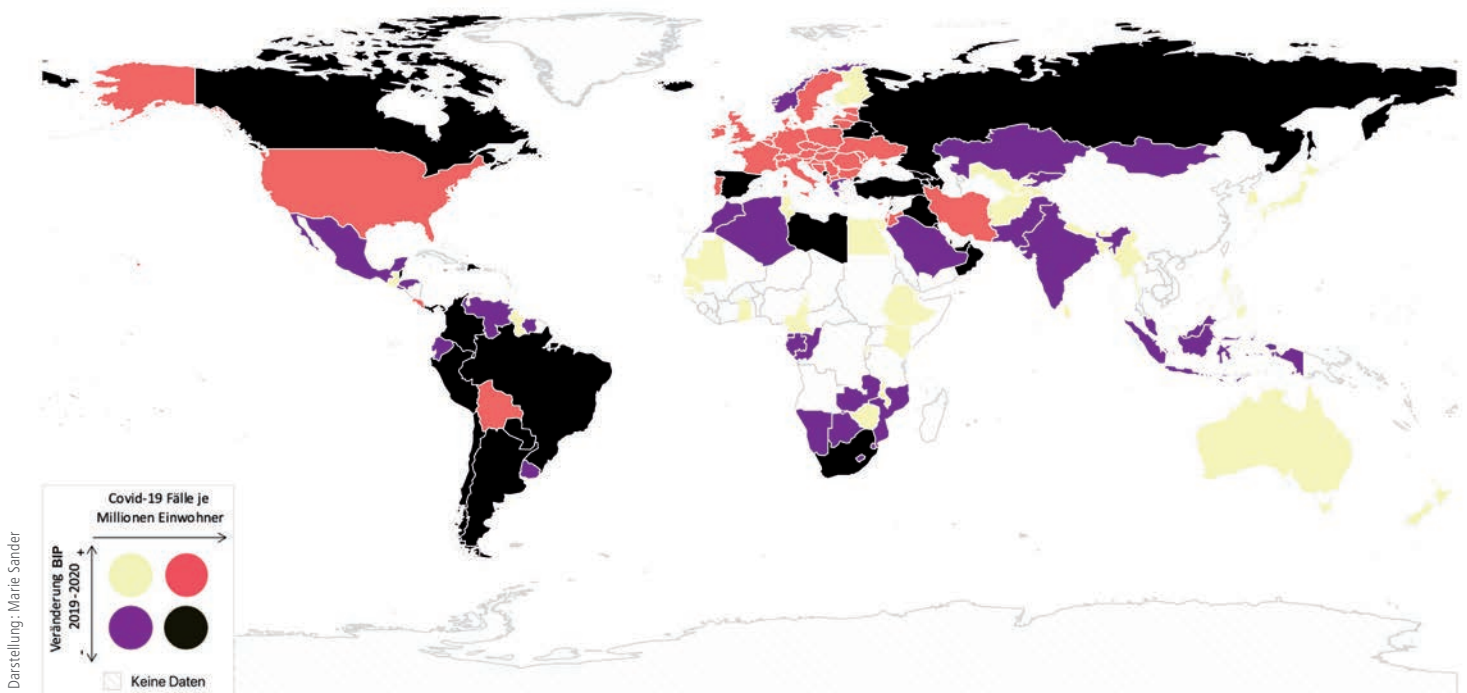 Covid-19 Fälle je
Millionen Einwohner
Veränderung BIP
2019 -2020
+
-
Keine Daten
Darstellung: Marie Sander